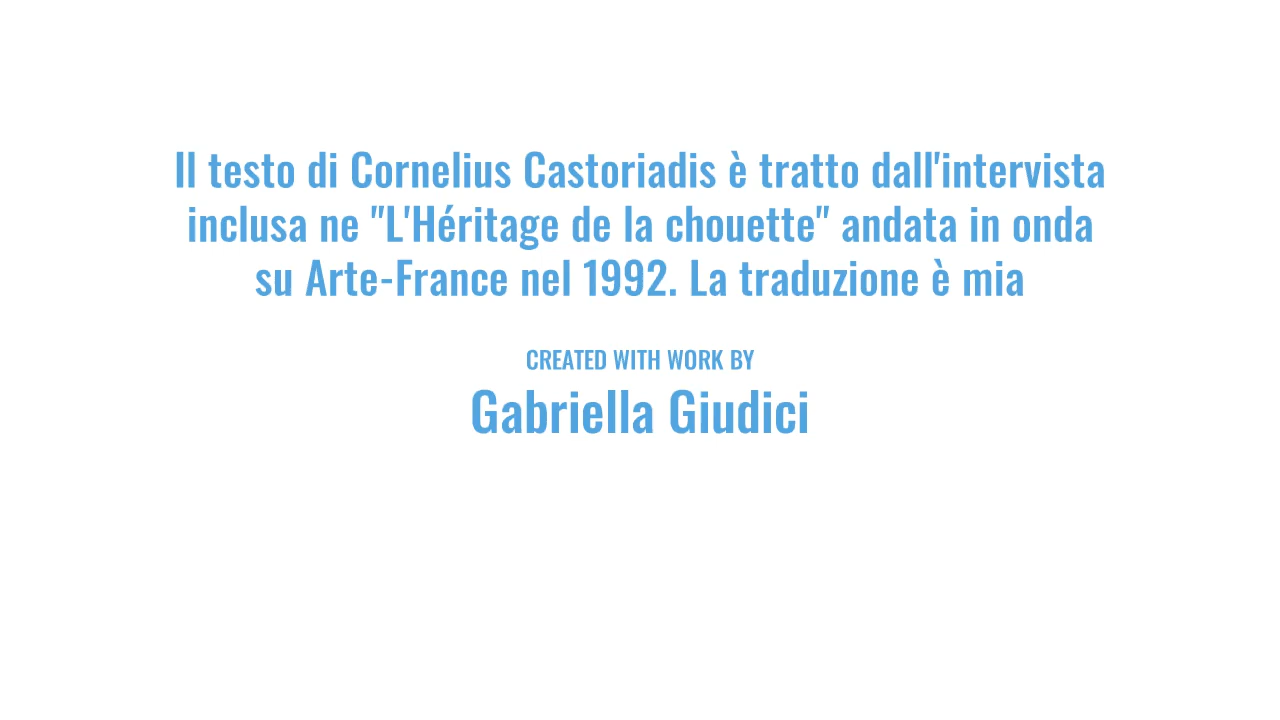 Il testo di Cornelius Castoriadis è tratto dall'intervista
inclusa ne "L'Héritage de la chouette" andata in onda
su Arte-France nel 1992. La traduzione è mia
CREATED WITH WORK BY
Gabriella Giudici